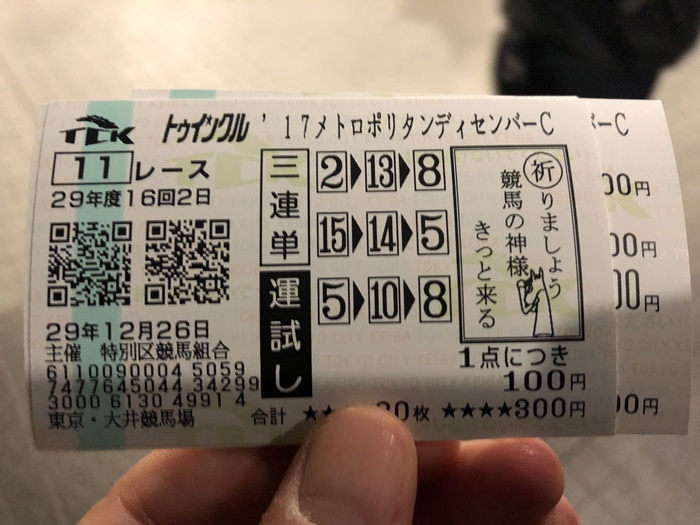 TCK トゥインクル '17メトロポリタンディセンバーC
11レース
29年度16回2日
三連単
運試し
2▶13▶8
15▶14▶5
5▶10▶8
祈りましょう
競馬の神様
きっと来る
29年12月26日
主催 特別区競馬組合
6110090004 5059
7477645044 34299
3000 6130 4991 4
東京・大井競馬場
1点につき
100円
合計 ★★ 30枚 ★★★★300円
ーC
00円
00円
00円
00円